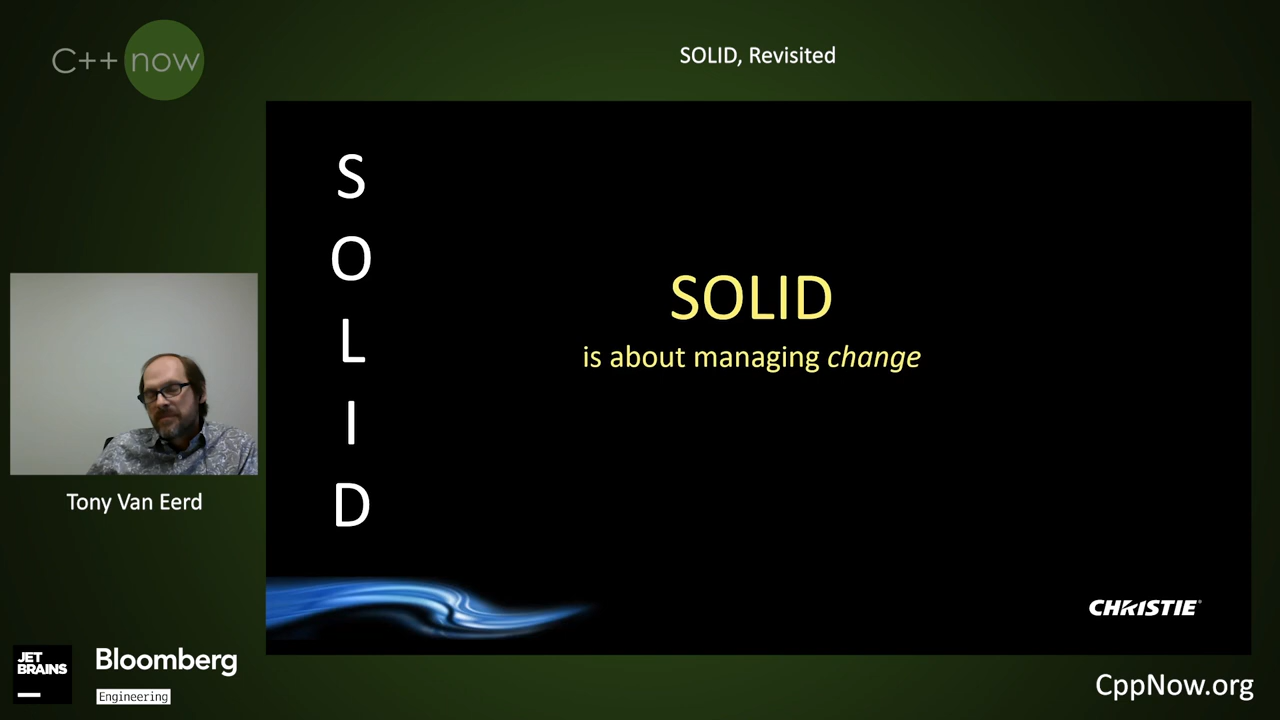 C++ now
SOLID, Revisited
S
O
L
I
D
SOLID
is about managing change
Tony Van Eerd
CHRISTIE
JET
BRAINS
Bloomberg
Engineering
CppNow.org